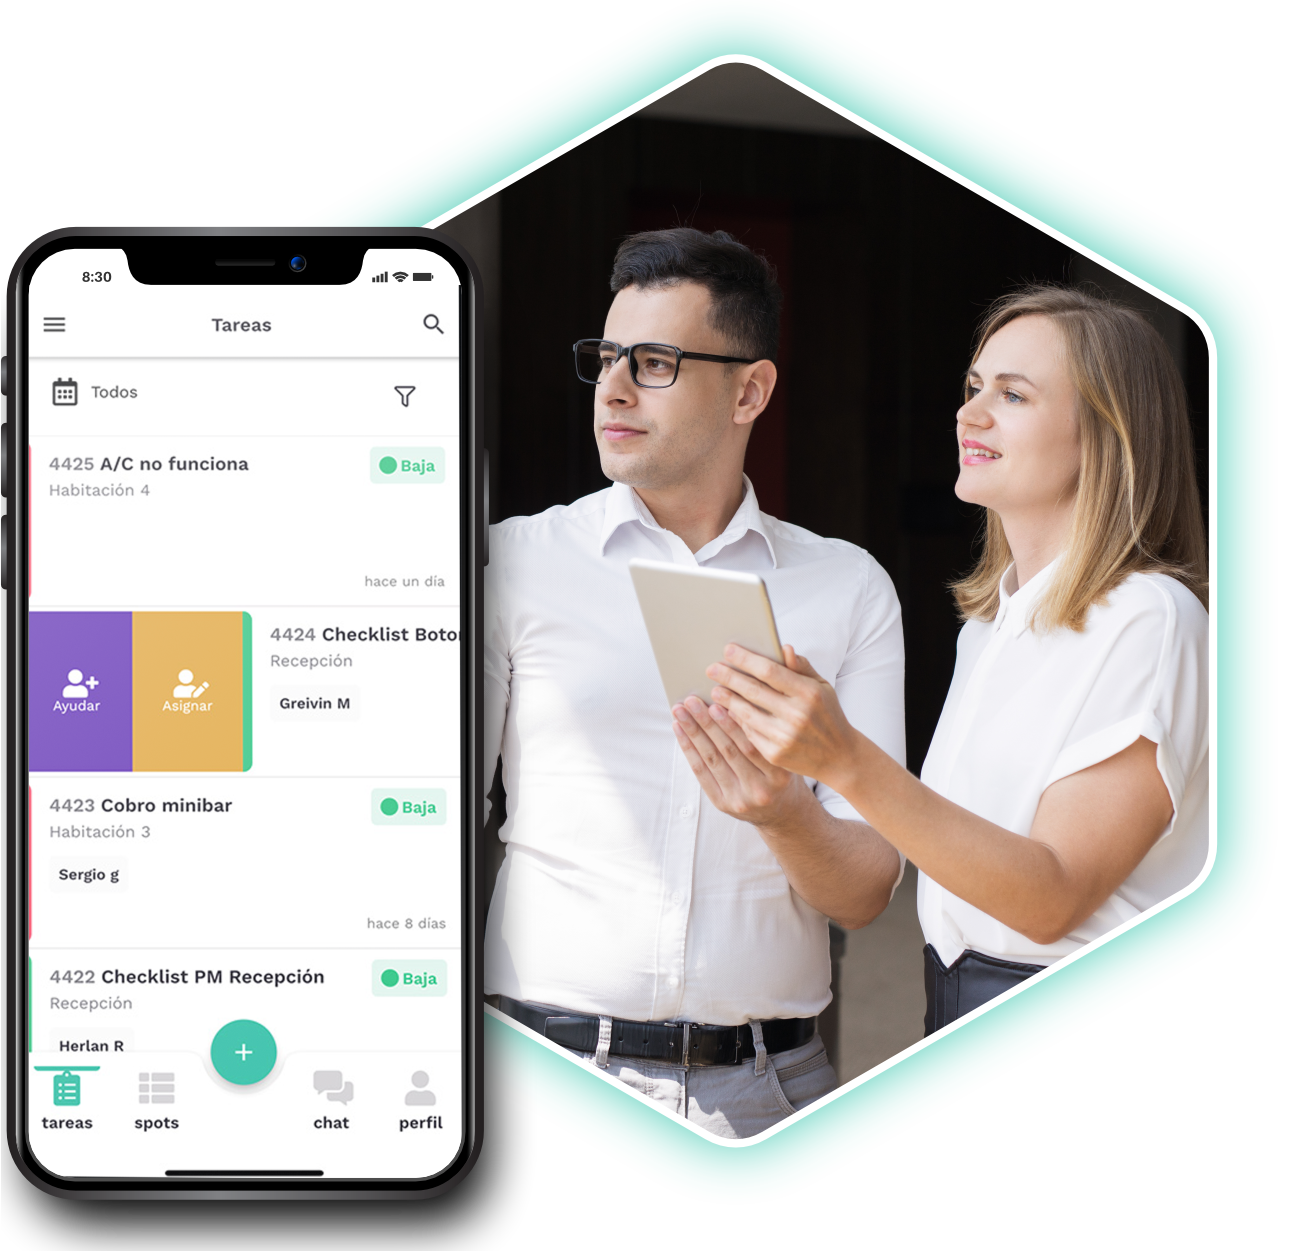 8:30
Tareas
Todos
4425 A/C no funciona
Baja
Habitación 4
hace un día
Ayudar
Asignar
4424 Checklist Boto
Recepción
Greivin M
4423 Cobro minibar
Baja
Habitación 3
Sergio g
hace 8 días
4422 Checklist PM Recepción
Baja
Recepción
Herlan R
tareas
spots
chat
perfil